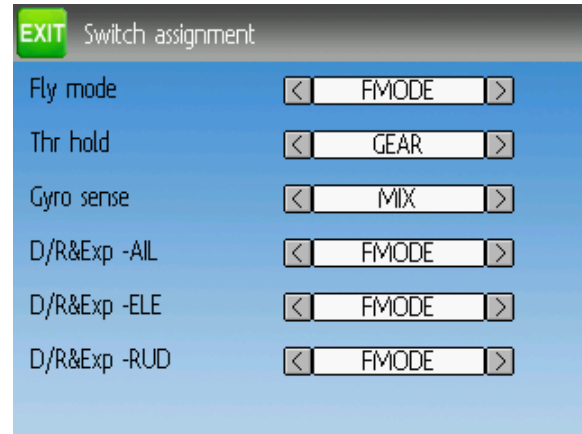 EXIT Switch assignment
Fly mode < FMODE >
Thr hold < GEAR >
Gyro sense < MIX >
D/R&Exp -AIL < FMODE >
D/R&Exp -ELE < FMODE >
D/R&Exp -RUD < FMODE >